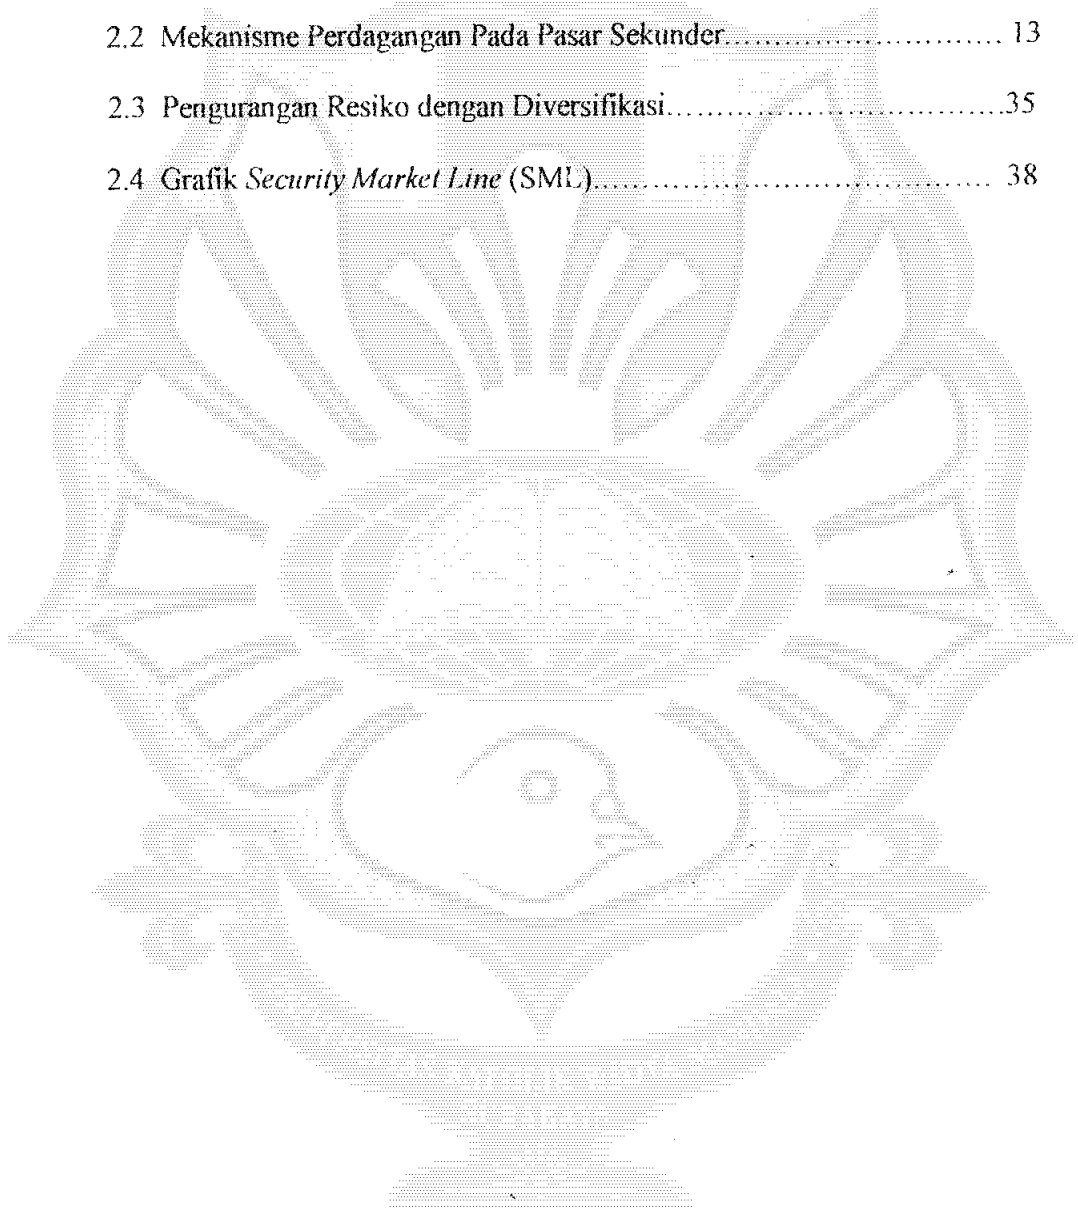 2.2 Mekanisme Perdagangan Pada Pasar Sekunder............................ 13
2.3 Pengurangan Resiko dengan Diversifikasi....................................35
2.4 Grafik Security Market Line (SML)....................................... 38